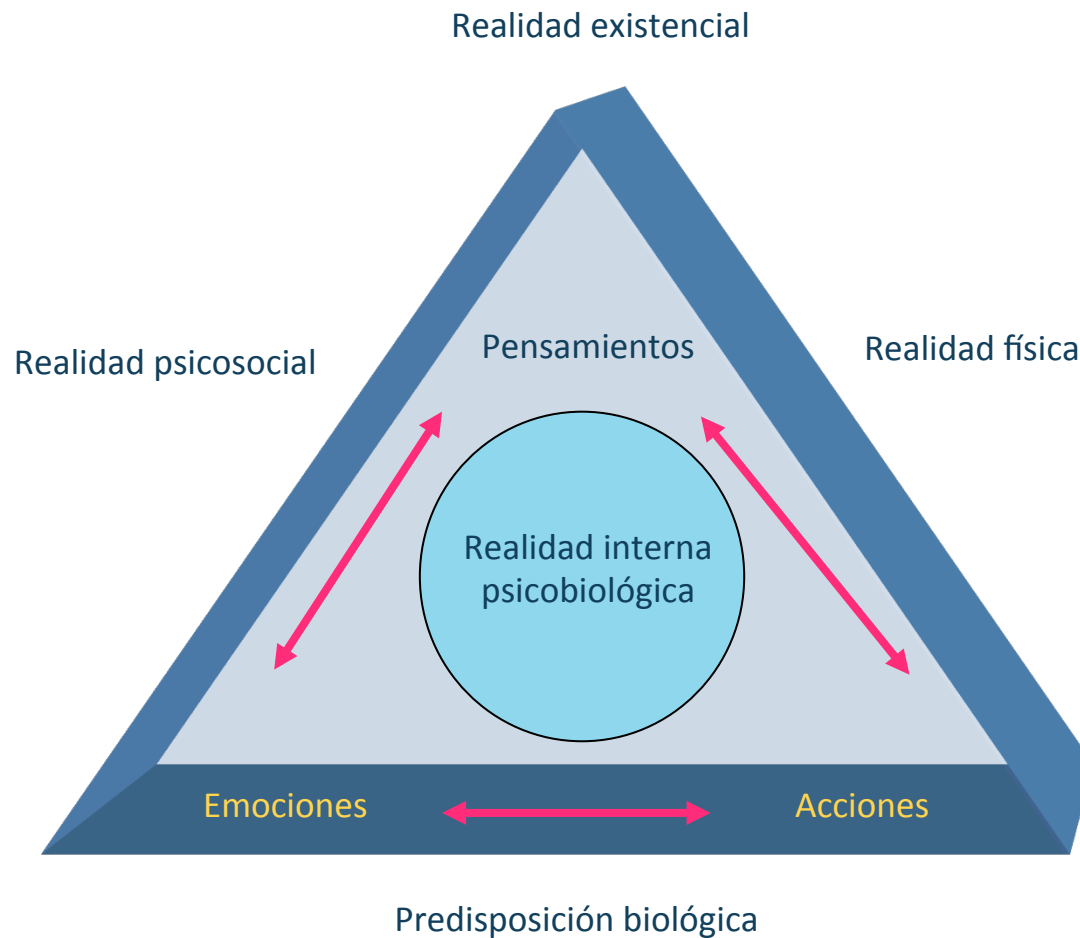 Realidad existencial
Realidad psicosocial
Pensamientos
Realidad física
Realidad interna
psicobiológica
Emociones
Acciones
Predisposición biológica